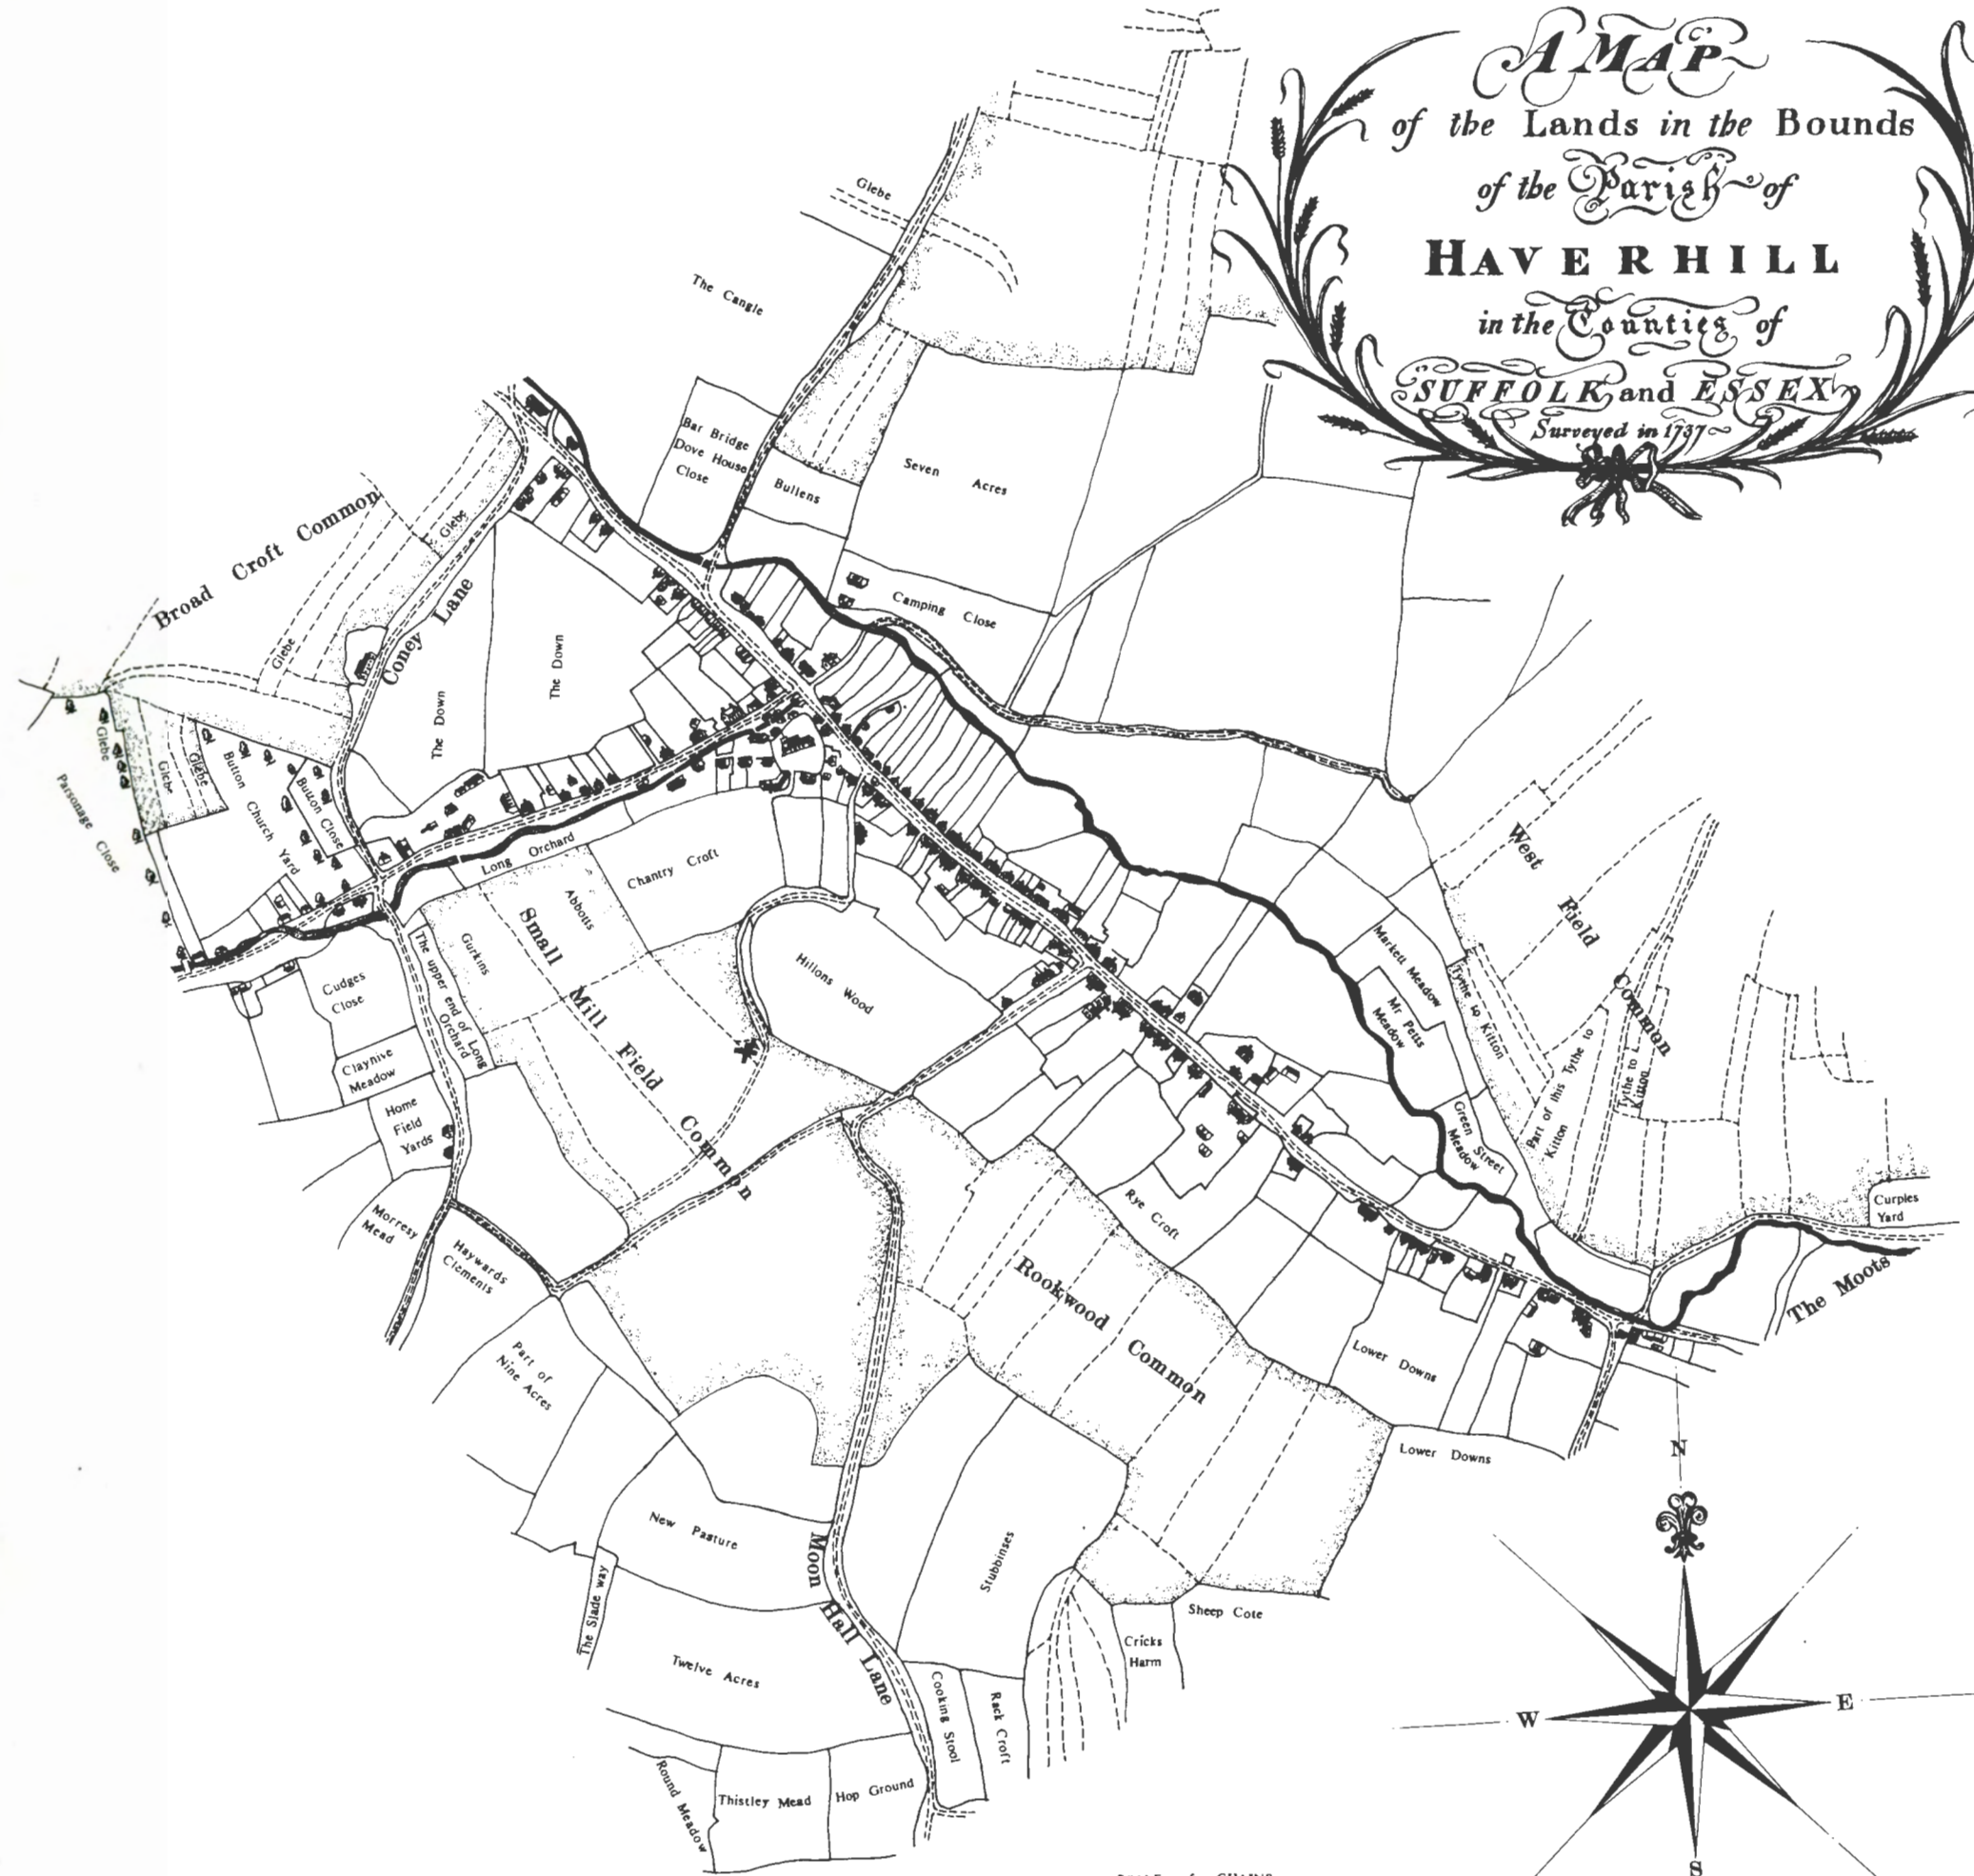 A MAP
of the Lands in the Bounds
of the Parish of
HAVERHILL
in the Counties of
SUFFOLK and ESSEX
Surveyed in 1737
Glebe
The Cangle
Bar Bridge
Dove House
Close
Bullens
Seven Acres
Camping Close
Broad Croft Common
Glebe
Glebe
Coney Lane
The Down
The Down
Glebe
Glebe
Glebe
Parsonage Close
Button Church Yard
Button Close
Long Orchard
Chantry Croft
Abbotts
Gurkins
Small Mill Field Common
The upper end of Long
Orchard
Cudges
Close
Clayhive
Meadow
Home
Field
Yards
Morresy
Mead
Haywards
Clements
Hillons Wood
West Field Common
Markett Meadow
Mr Petts
Meadow
Tythe to Kitton
Part of this Tythe to
Kitton
Tythe to
Kitton
Green Street
Meadow
Curples
Yard
The Moots
Rye Croft
Rookwood Common
Lower Downs
Lower Downs
Part of
Nine Acres
New Pasture
Moon Hall Lane
Stubbinses
The Slade way
Twelve Acres
Sheep Cote
Cricks
Harm
Cooking Stool
Rack Croft
Round Meadow
Thistley Mead
Hop Ground
N
W
E
S